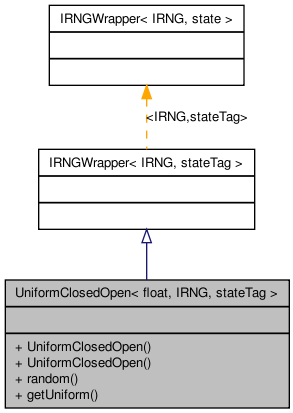 IRNGWrapper< IRNG, state >
<IRNG,stateTag>
IRNGWrapper< IRNG, stateTag >
UniformClosedOpen< float, IRNG, stateTag >
+ UniformClosedOpen()
+ UniformClosedOpen()
+ random()
+ getUniform()